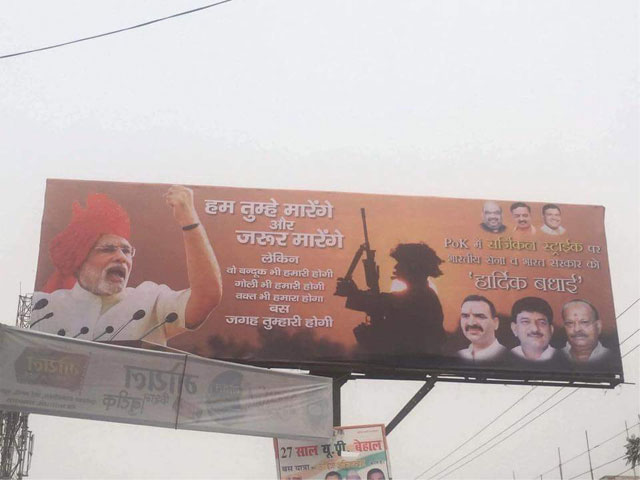 हम तुम्हे मारेंगे
और
जरूर मारेंगे
लेकिन
वो बन्दूक भी हमारी होगी
गोली भी हमारी होगी
वक्त भी हमारा होगा
बस
जगह तुम्हारी होगी
PoK में सर्जिकल स्ट्राईक पर
भारतीय सेना व भारत सरकार को
'हार्दिक बधाई'
27 साल यू.पी. बेहाल